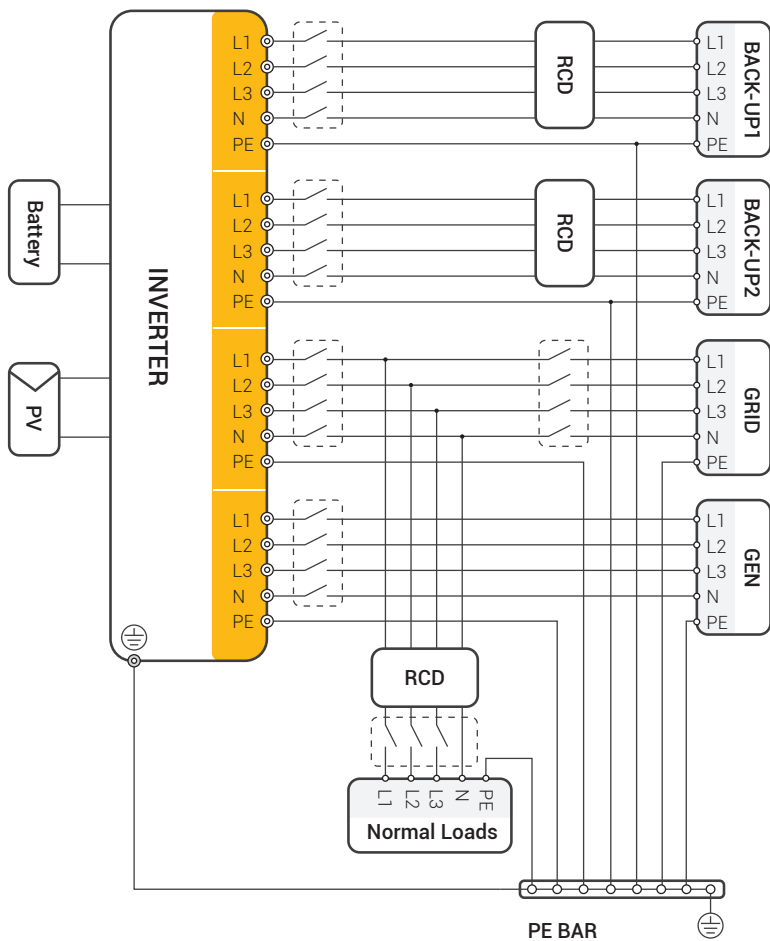 L1
L2
L3
N
PE
RCD
L1
L2
L3
N
PE
BACK-UP1
Battery
PV
INVERTER
L1
L2
L3
N
PE
RCD
L1
L2
L3
N
PE
BACK-UP2
L1
L2
L3
N
PE
L1
L2
L3
N
PE
GRID
L1
L2
L3
N
PE
L1
L2
L3
N
PE
GEN
RCD
L1
L2
L3
N
PE
Normal Loads
PE BAR